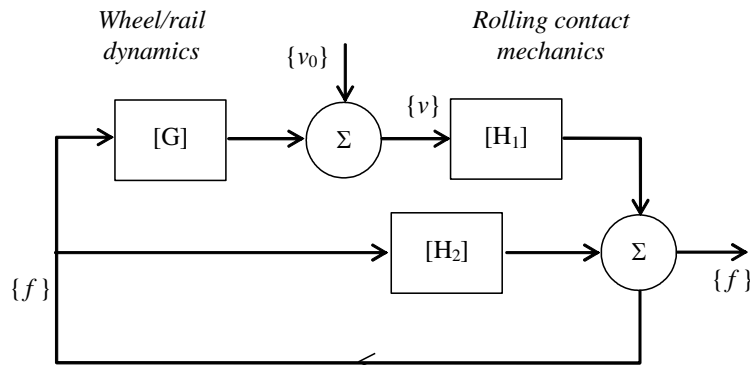 Wheel/rail
dynamics
Rolling contact
mechanics
{v₀}
{v}
[G]
Σ
[H₁]
[H₂]
Σ
{f}
{f}